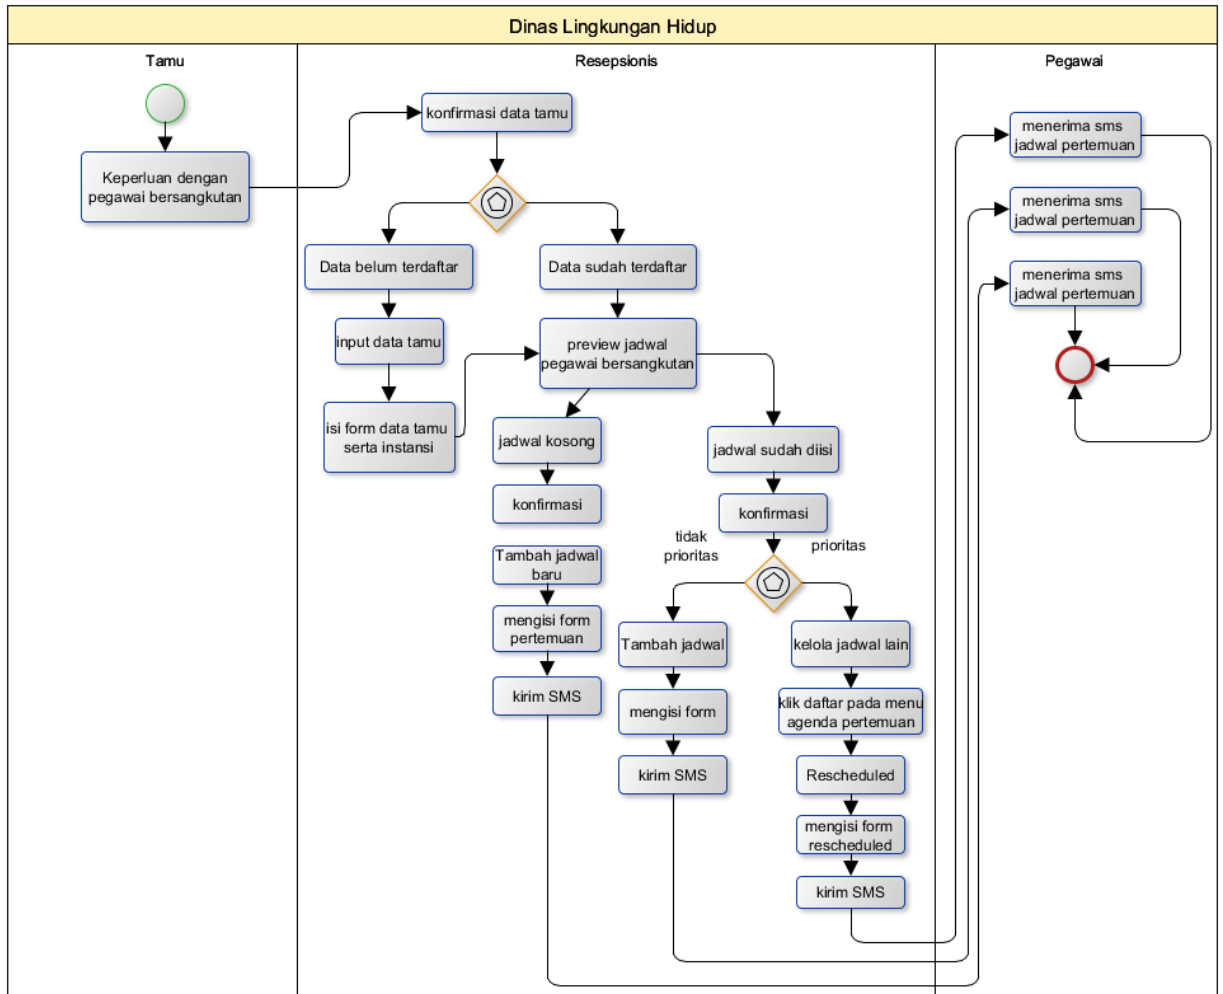 Dinas Lingkungan Hidup
Tamu
Resepsionis
Pegawai
Keperluan dengan
pegawai bersangkutan
konfirmasi data tamu
Data belum terdaftar
Data sudah terdaftar
input data tamu
preview jadwal
pegawai bersangkutan
isi form data tamu
serta instansi
jadwal kosong
konfirmasi
Tambah jadwal
baru
mengisi form
pertemuan
kirim SMS
jadwal sudah diisi
konfirmasi
tidak
prioritas
prioritas
Tambah jadwal
mengisi form
kirim SMS
kelola jadwal lain
klik daftar pada menu
agenda pertemuan
Rescheduled
mengisi form
rescheduled
kirim SMS
menerima sms
jadwal pertemuan
menerima sms
jadwal pertemuan
menerima sms
jadwal pertemuan